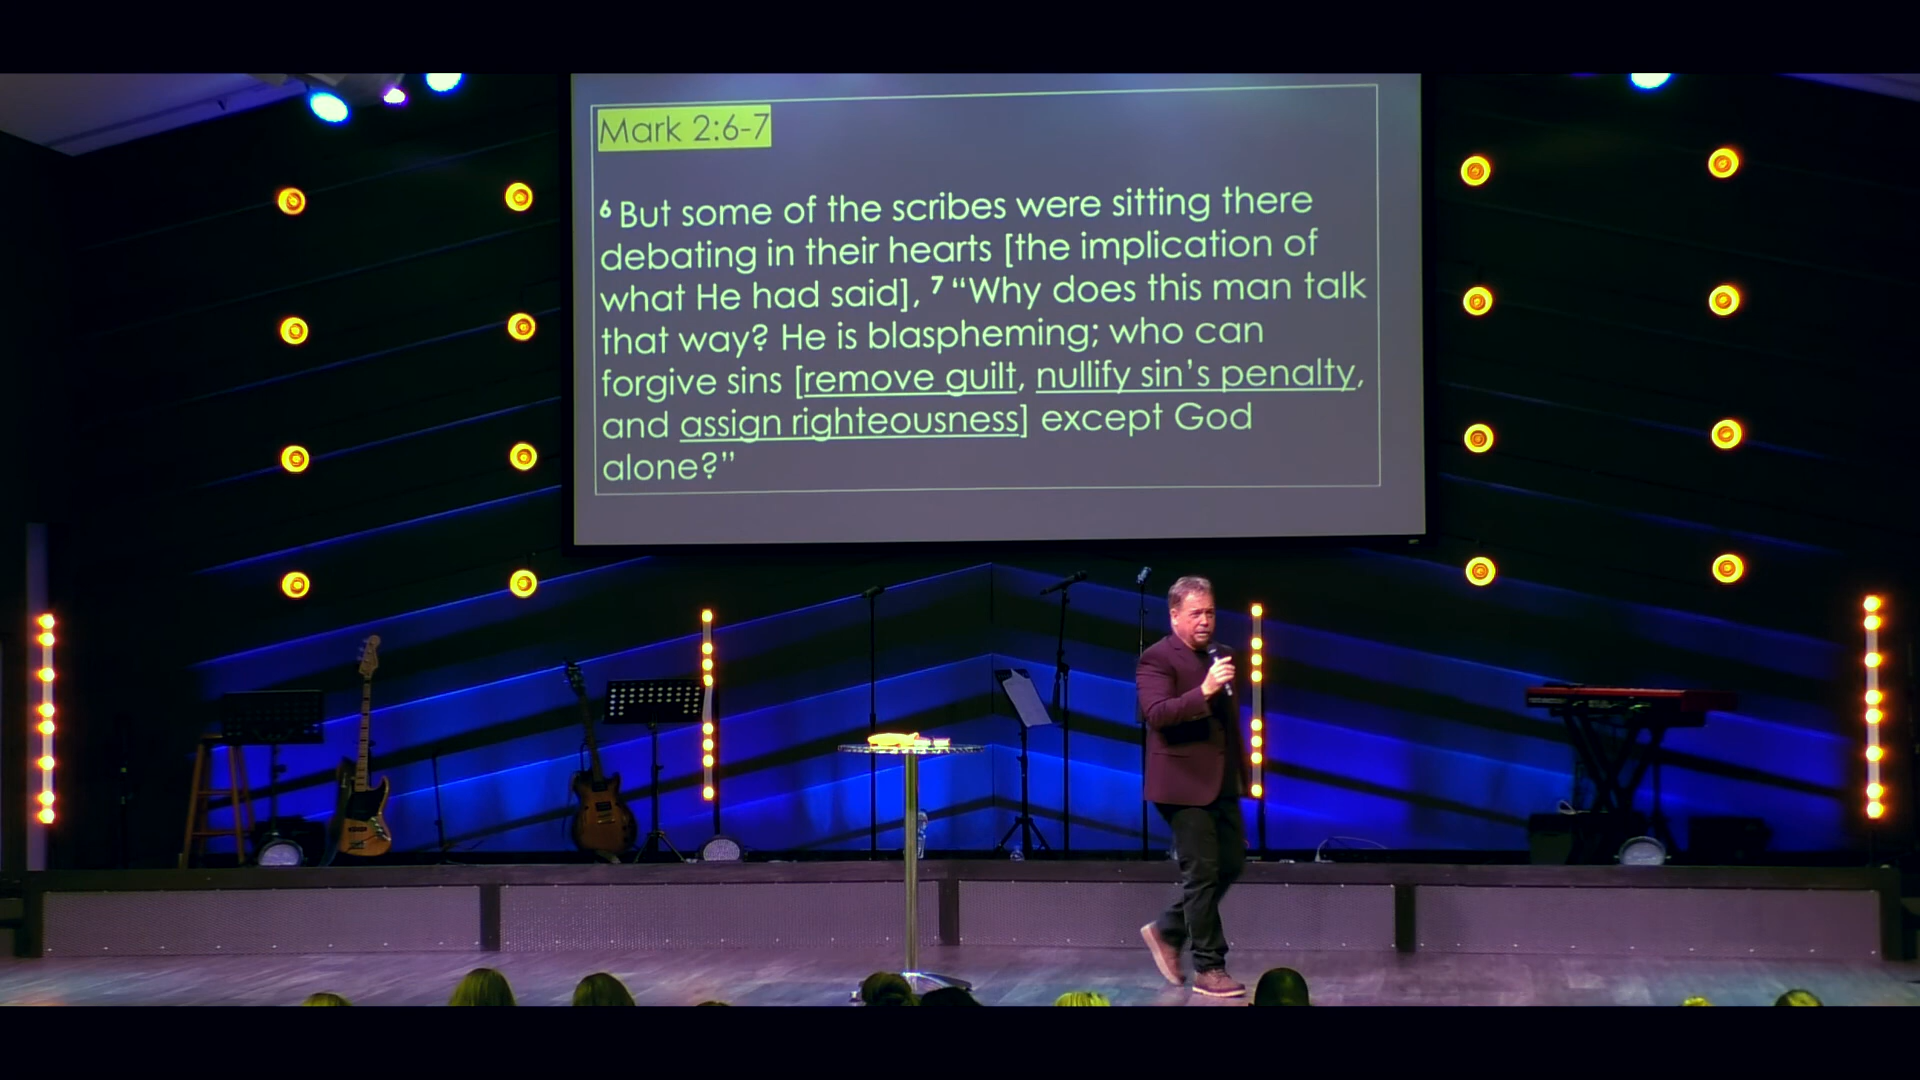 Mark 2:6-7
6 But some of the scribes were sitting there
debating in their hearts [the implication of
what He had said], 7 “Why does this man talk
that way? He is blaspheming; who can
forgive sins [remove guilt, nullify sin’s penalty,
and assign righteousness] except God
alone?”